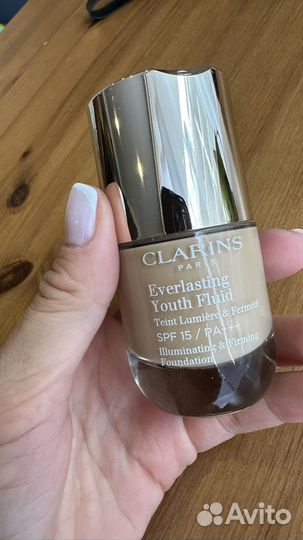 CLARINS
PARIS
Everlasting
Youth Fluid
Teint Lumière & Fermeté
SPF 15 / PA+++
Illuminating & Firming
Foundation
Avito